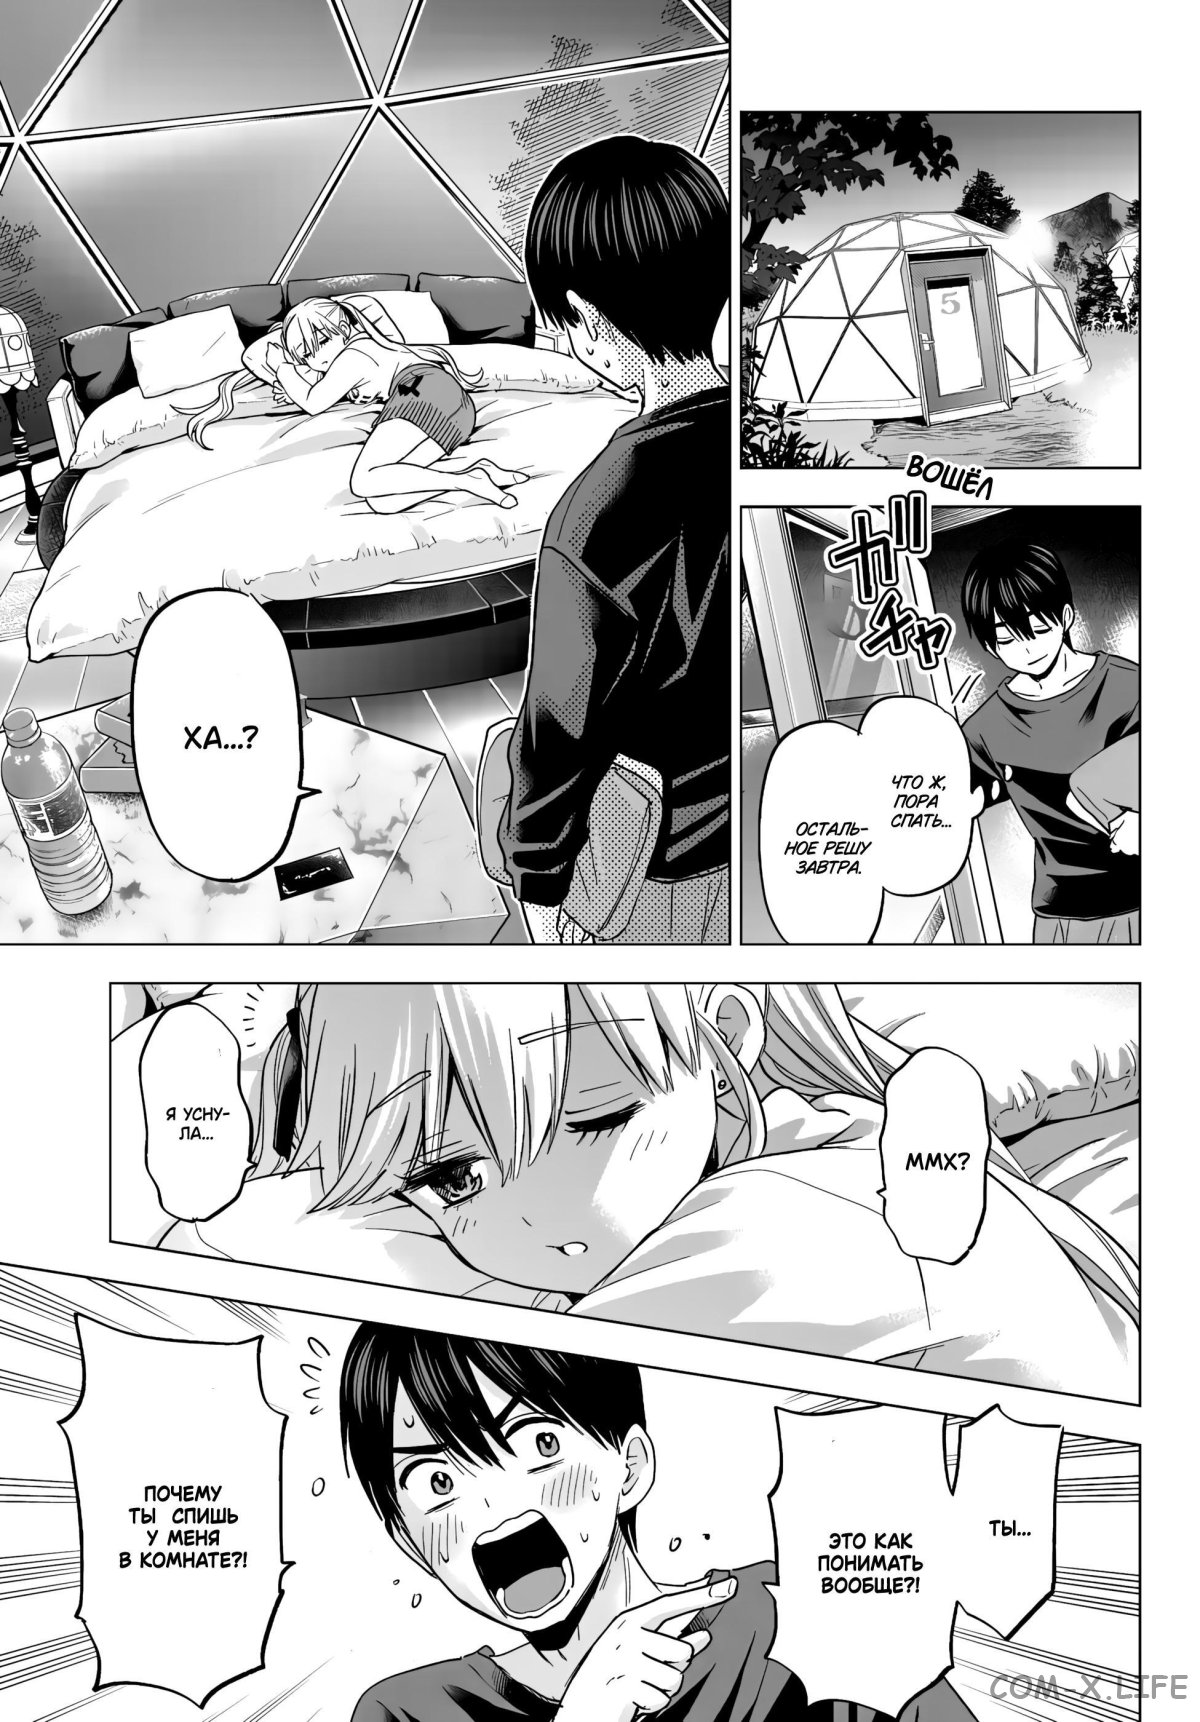 5
ВОШЁЛ
ガチャ
ЧТО Ж,
ПОРА
СПАТЬ...
ОСТАЛЬ-
НОЕ РЕШУ
ЗАВТРА.
ХА...?
ММХ?
Я УСНУ-
ЛА...
ТЫ...
ЭТО КАК
ПОНИМАТЬ
ВООБЩЕ?!
ПОЧЕМУ
ТЫ СПИШЬ
У МЕНЯ
В КОМНАТЕ?!
COM-X.LIFE